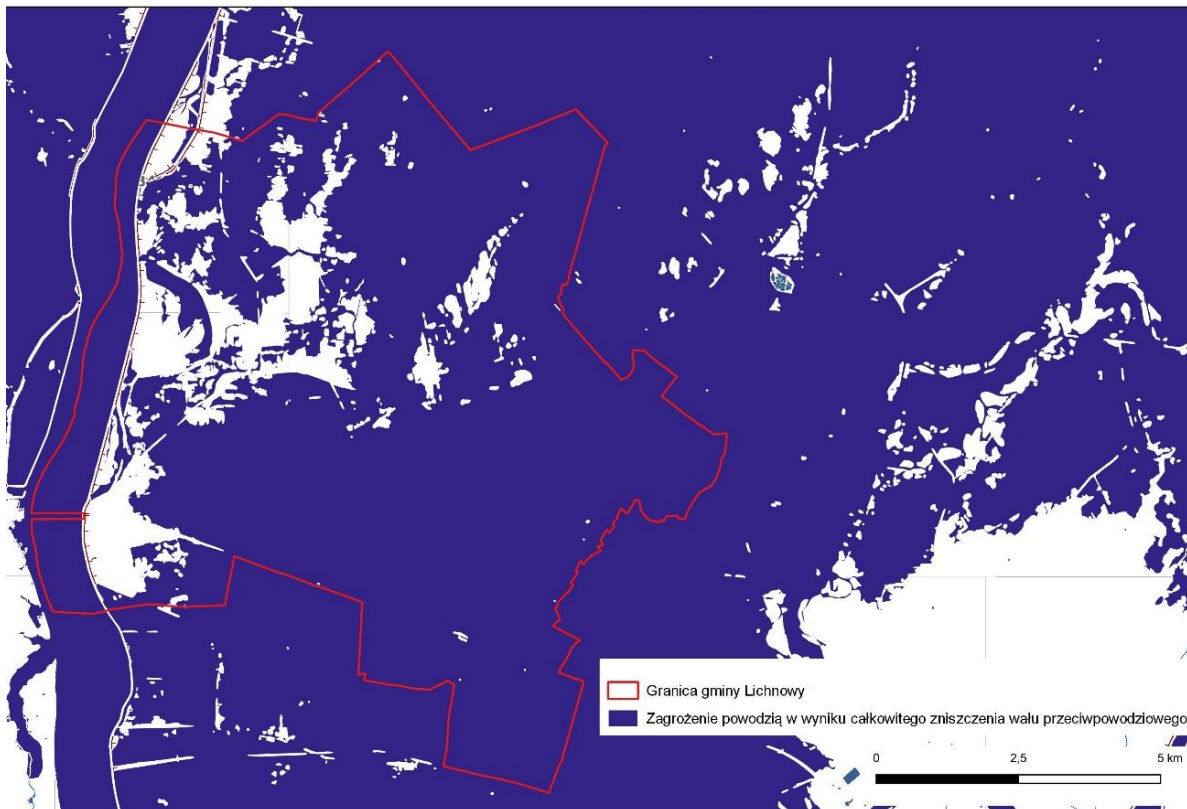 Granica gminy Lichnowy
Zagrożenie powodzią w wyniku całkowitego zniszczenia wału przeciwpowodziowego
0 2,5 5 km